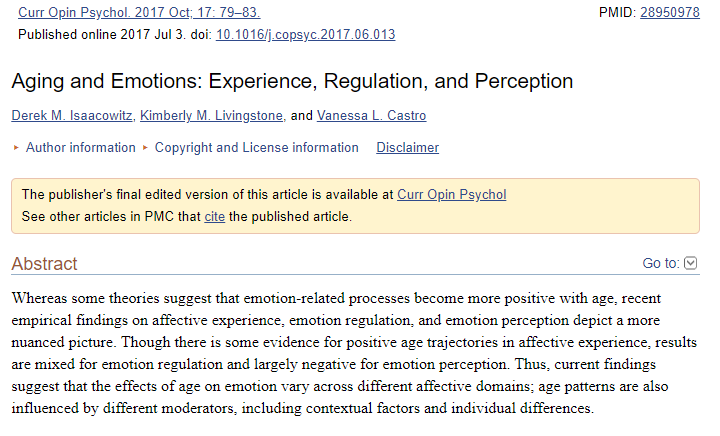 Curr Opin Psychol. 2017 Oct; 17: 79–83. PMID: 28950978
Published online 2017 Jul 3. doi: 10.1016/j.copsyc.2017.06.013
Aging and Emotions: Experience, Regulation, and Perception
Derek M. Isaacowitz, Kimberly M. Livingstone, and Vanessa L. Castro
Author information Copyright and License information Disclaimer
The publisher's final edited version of this article is available at Curr Opin Psychol
See other articles in PMC that cite the published article.
Abstract Go to:
Whereas some theories suggest that emotion-related processes become more positive with age, recent
empirical findings on affective experience, emotion regulation, and emotion perception depict a more
nuanced picture. Though there is some evidence for positive age trajectories in affective experience, results
are mixed for emotion regulation and largely negative for emotion perception. Thus, current findings
suggest that the effects of age on emotion vary across different affective domains; age patterns are also
influenced by different moderators, including contextual factors and individual differences.